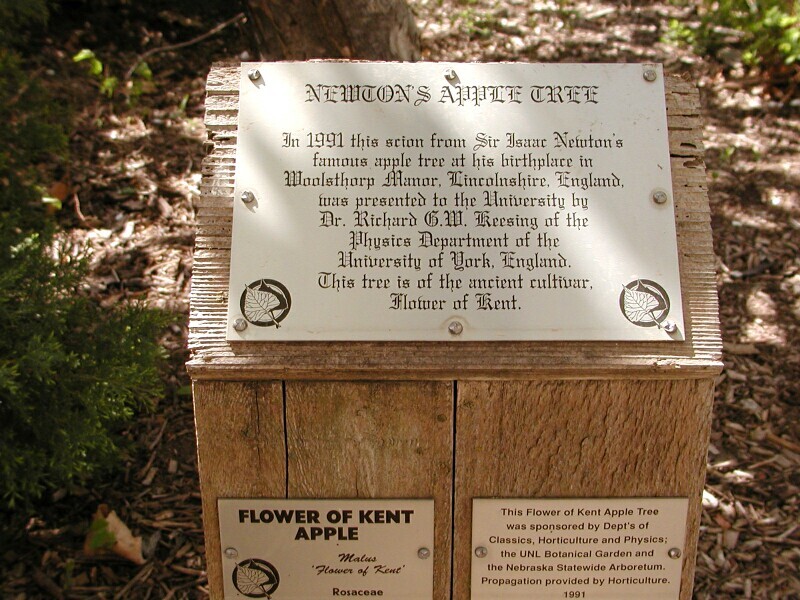 NEWTON'S APPLE TREE
In 1991 this scion from Sir Isaac Newton's
famous apple tree at his birthplace in
Woolsthorp Manor, Lincolnshire, England,
was presented to the University by
Dr. Richard G.W. Keesing of the
Physics Department of the
University of York, England.
This tree is of the ancient cultivar,
Flower of Kent.
FLOWER OF KENT
APPLE
Malus
'Flower of Kent'
Rosaceae
This Flower of Kent Apple Tree
was sponsored by Dept's of
Classics, Horticulture and Physics;
the UNL Botanical Garden and
the Nebraska Statewide Arboretum.
Propagation provided by Horticulture.
1991